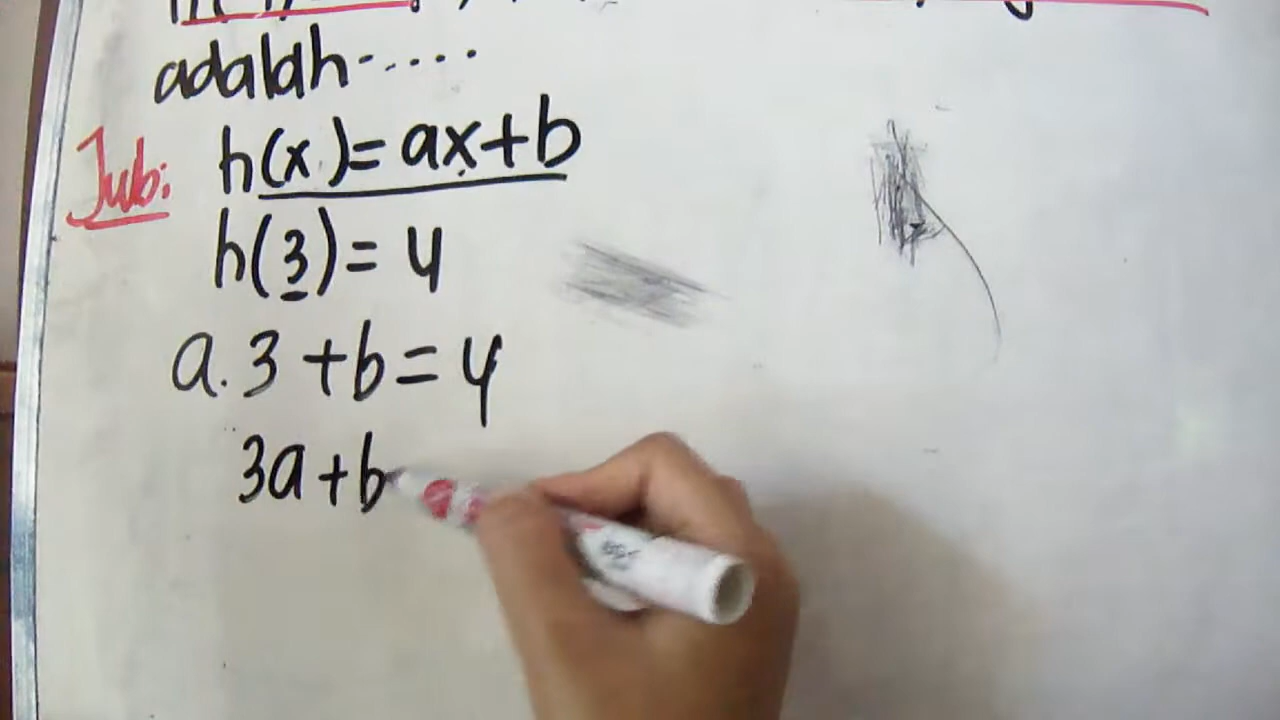 adalah.....
Jwb: h(x)=ax+b
h(3)=4
a.3+b=4
3a+b